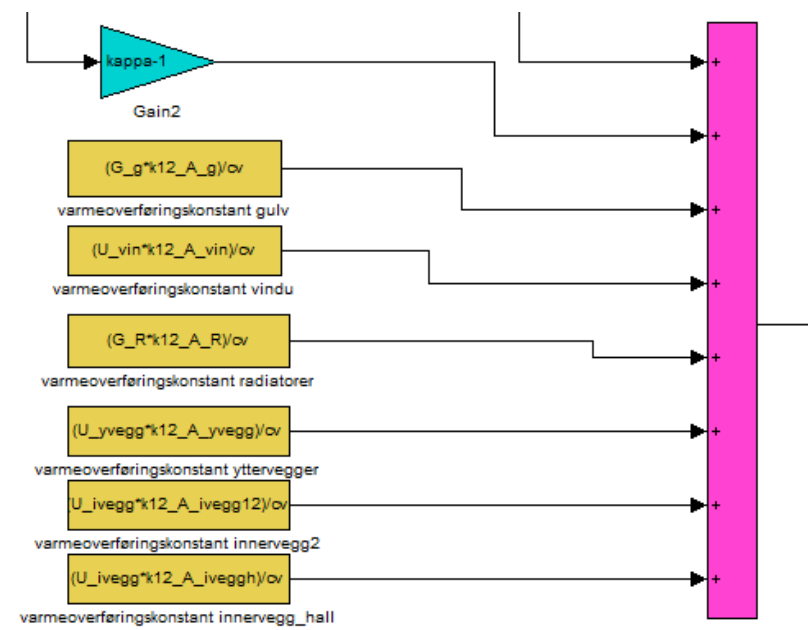 kappa-1
+
Gain2
+
(G_g*k12_A_g)/cv
+
varmeoverføringskonstant gulv
(U_vin*k12_A_vin)/cv
+
varmeoverføringskonstant vindu
(G_R*k12_A_R)/cv
+
varmeoverføringskonstant radiatorer
(U_yvegg*k12_A_yvegg)/cv
+
varmeoverføringskonstant yttervegger
(U_ivegg*k12_A_ivegg12)/cv
+
varmeoverføringskonstant innervegg2
(U_ivegg*k12_A_iveggh)/cv
+
varmeoverføringskonstant innervegg_hall